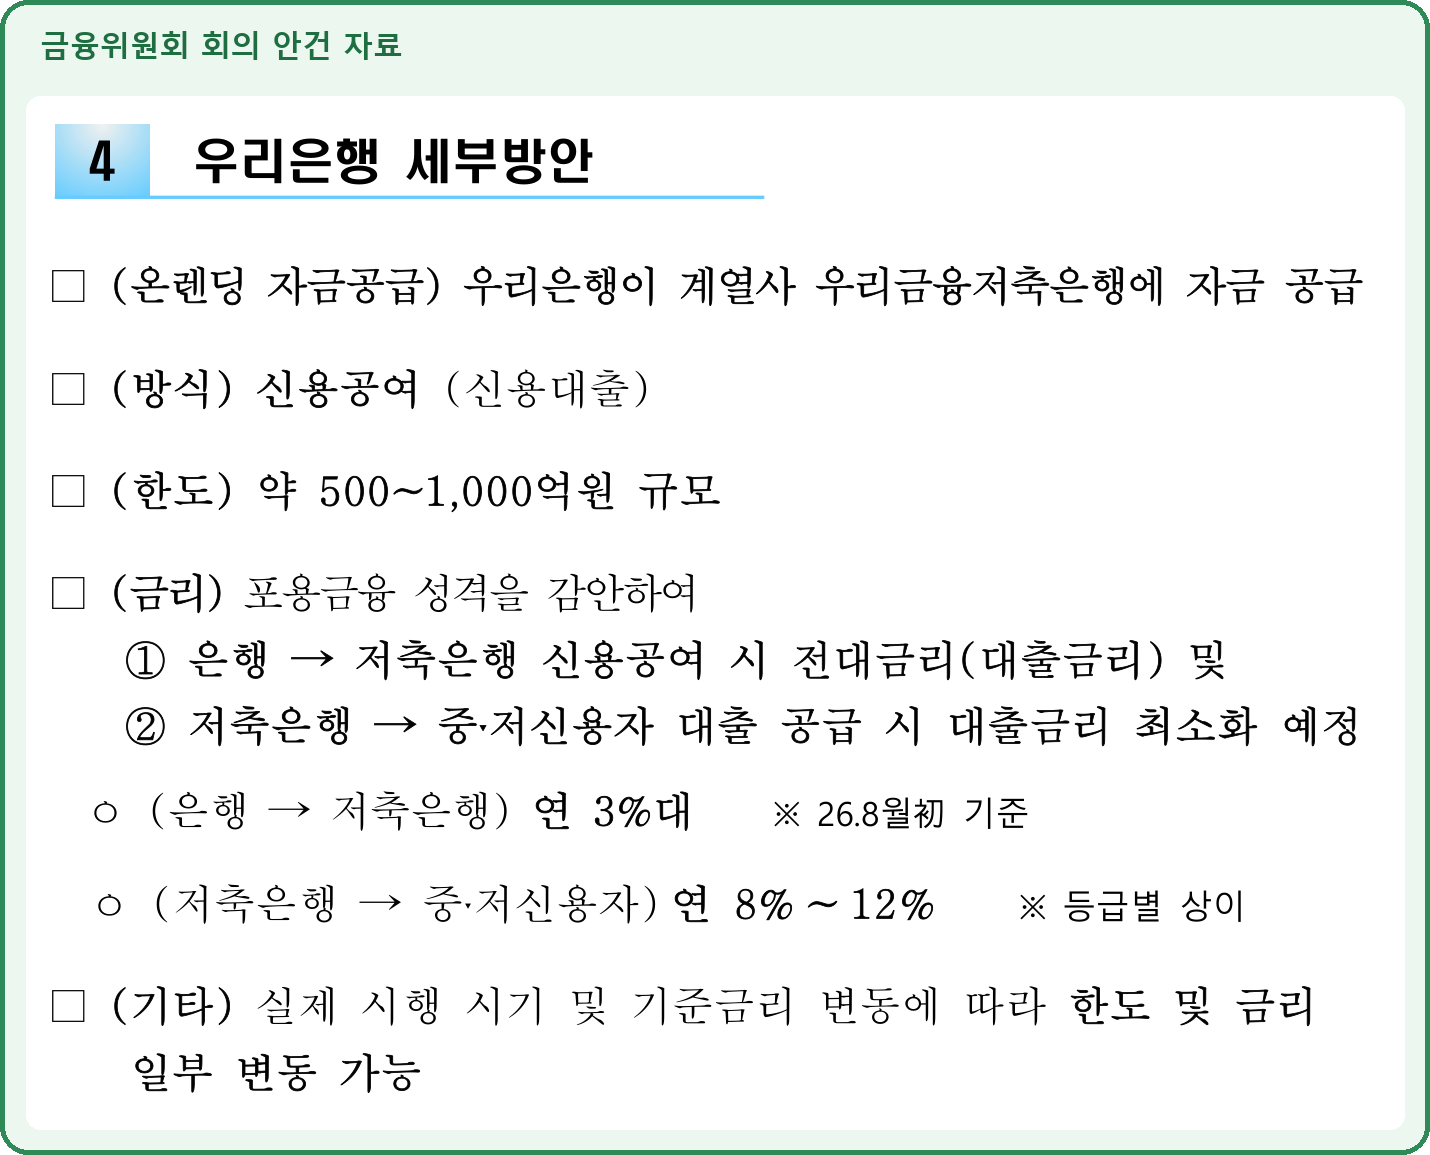 금융위원회 회의 안건 자료
4 우리은행 세부방안
□ (온렌딩 자금공급) 우리은행이 계열사 우리금융저축은행에 자금 공급
□ (방식) 신용공여 (신용대출)
□ (한도) 약 500~1,000억원 규모
□ (금리) 포용금융 성격을 감안하여
① 은행 → 저축은행 신용공여 시 전대금리(대출금리) 및
② 저축은행 → 중·저신용자 대출 공급 시 대출금리 최소화 예정
ㅇ (은행 → 저축은행) 연 3%대 ※ 26.8월初 기준
ㅇ (저축은행 → 중·저신용자) 연 8% ~ 12% ※ 등급별 상이
□ (기타) 실제 시행 시기 및 기준금리 변동에 따라 한도 및 금리
일부 변동 가능